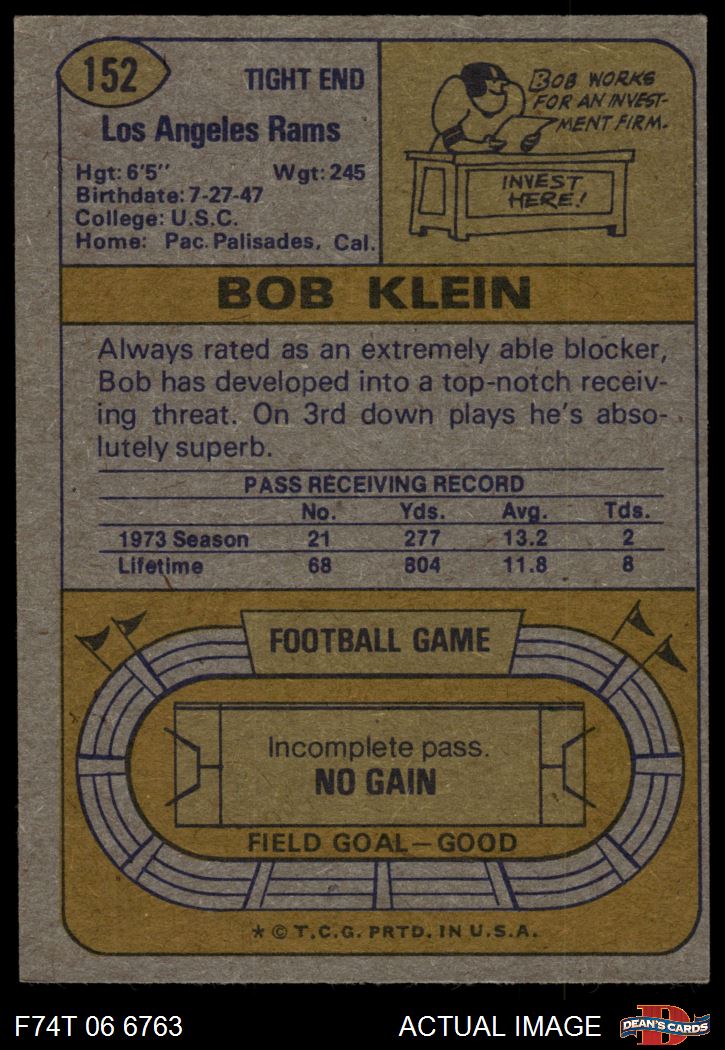 152
TIGHT END
Los Angeles Rams
Hgt: 6'5" Wgt: 245
Birthdate: 7-27-47
College: U.S.C.
Home: Pac. Palisades, Cal.
BOB WORKS
FOR AN INVEST-
MENT FIRM.
INVEST
HERE!
BOB KLEIN
Always rated as an extremely able blocker,
Bob has developed into a top-notch receiv-
ing threat. On 3rd down plays he's abso-
lutely superb.
PASS RECEIVING RECORD
No. Yds. Avg. Tds.
1973 Season 21 277 13.2 2
Lifetime 68 804 11.8 8
FOOTBALL GAME
Incomplete pass.
NO GAIN
FIELD GOAL—GOOD
* © T.C.G. PRTD. IN U.S.A.
F74T 06 6763 ACTUAL IMAGE
D
DEAN'S CARDS